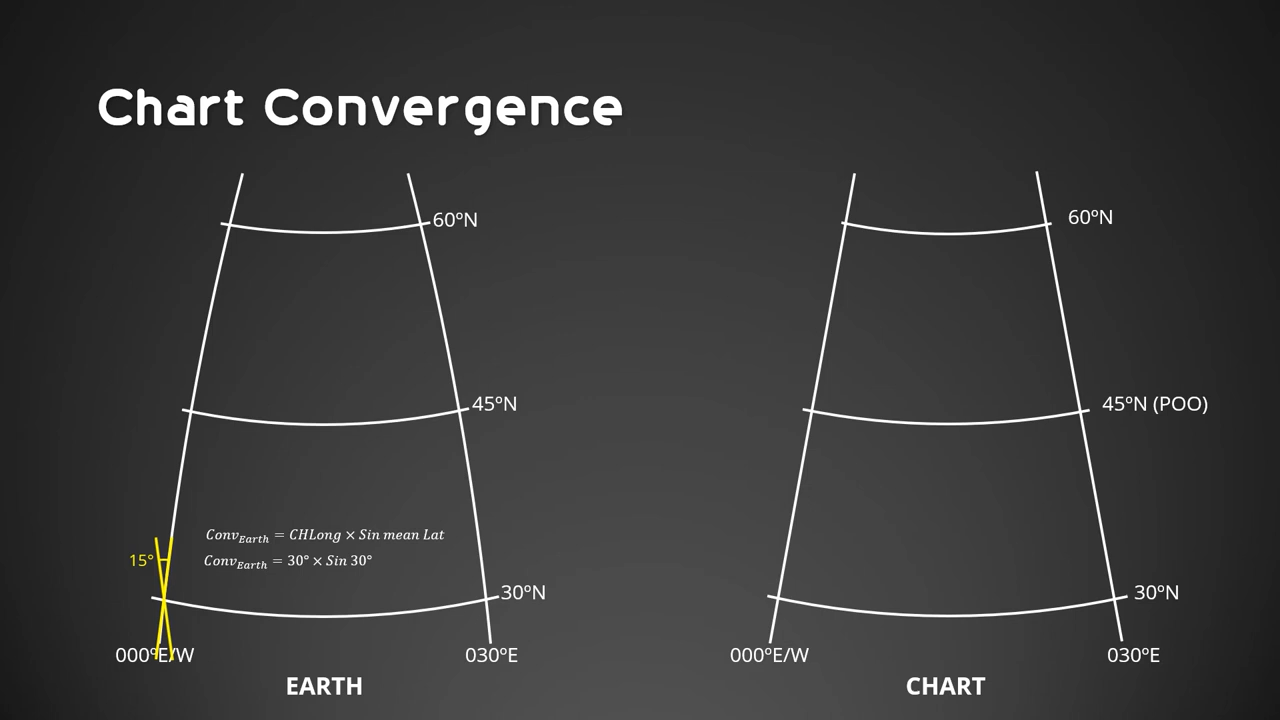 Chart Convergence
60ºN
60ºN
45ºN
45ºN (POO)
Conv_Earth = CHLong × Sin mean Lat
15°
Conv_Earth = 30° × Sin 30°
30ºN
30ºN
000ºE/W
030ºE
000ºE/W
030ºE
EARTH
CHART